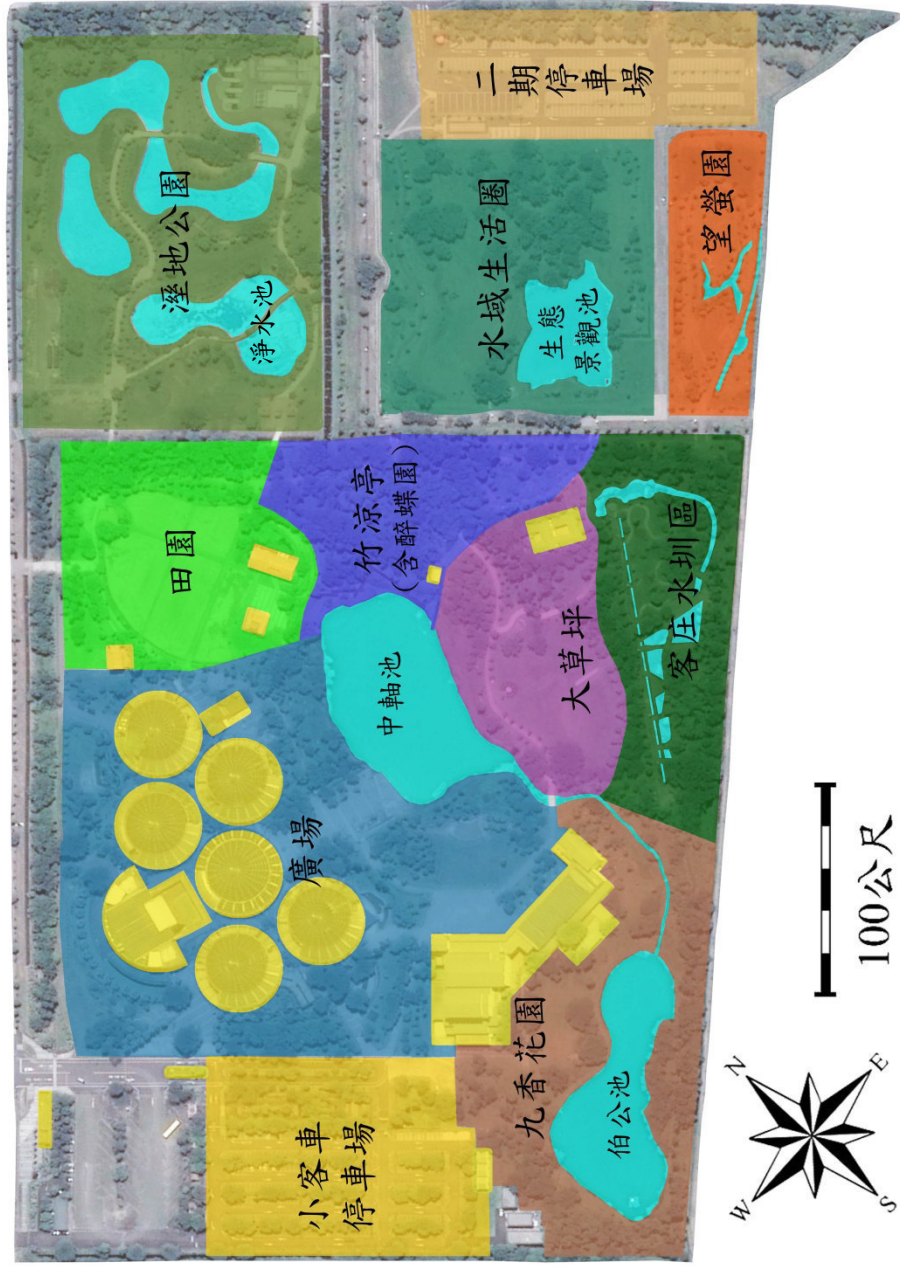 溼地公園
淨水池
二期停車場
水域生活圈
生態
景觀池
望螢園
田園
竹涼亭
(含醉蝶園)
中軸池
大草坪
客庄水圳區
廣場
小客車
停車場
九香花園
伯公池
100公尺
N
E
S
W